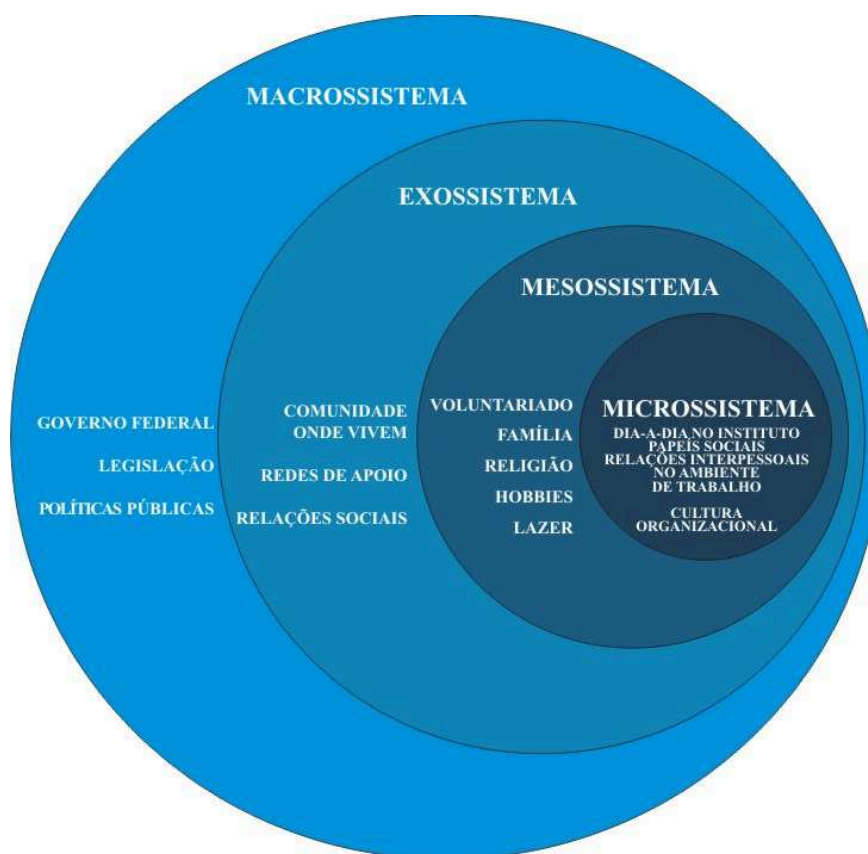 MACROSSISTEMA
GOVERNO FEDERAL
LEGISLAÇÃO
POLÍTICAS PÚBLICAS
EXOSSISTEMA
COMUNIDADE
ONDE VIVEM
REDES DE APOIO
RELAÇÕES SOCIAIS
MESOSSISTEMA
VOLUNTARIADO
FAMÍLIA
RELIGIÃO
HOBBIES
LAZER
MICROSSISTEMA
DIA-A-DIA NO INSTITUTO
PAPEÍS SOCIAIS
RELAÇÕES INTERPESSOAIS
NO AMBIENTE
DE TRABALHO
CULTURA
ORGANIZACIONAL